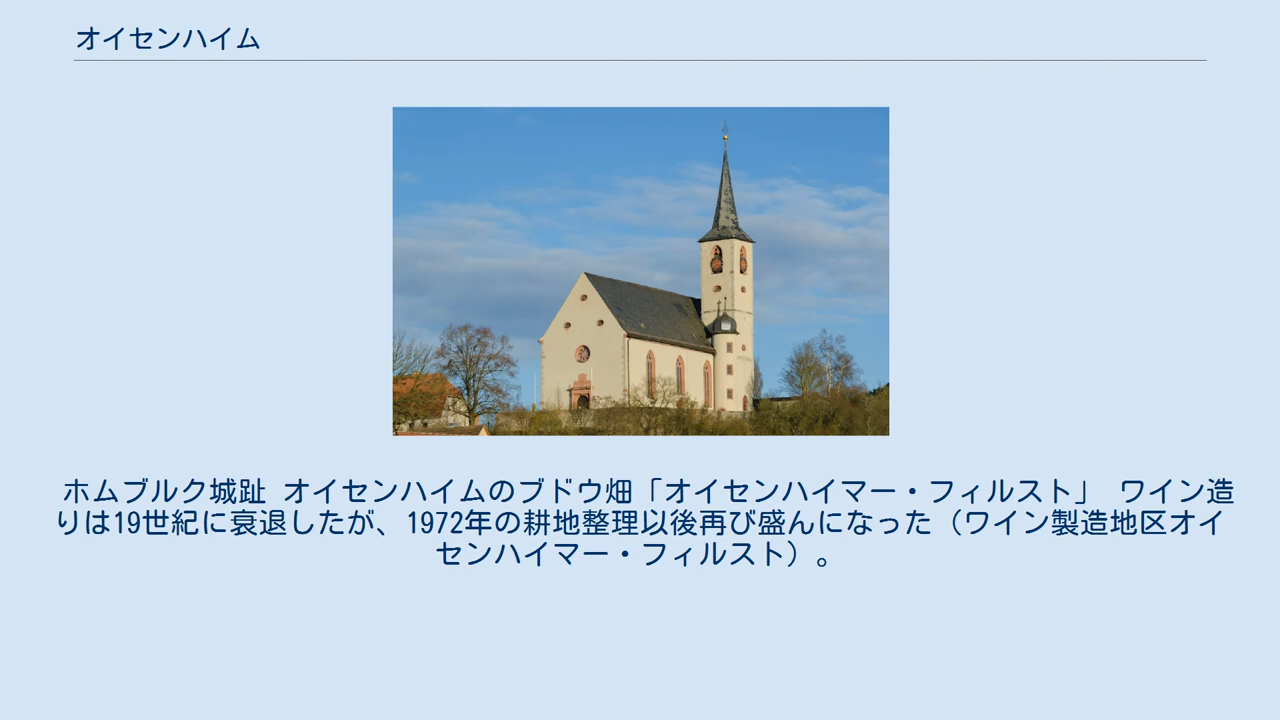 オイセンハイム
ホムブルク城趾 オイセンハイムのブドウ畑「オイセンハイマー・フィルスト」 ワイン造
りは19世紀に衰退したが、1972年の耕地整理以後再び盛んになった（ワイン製造地区オイ
センハイマー・フィルスト）。